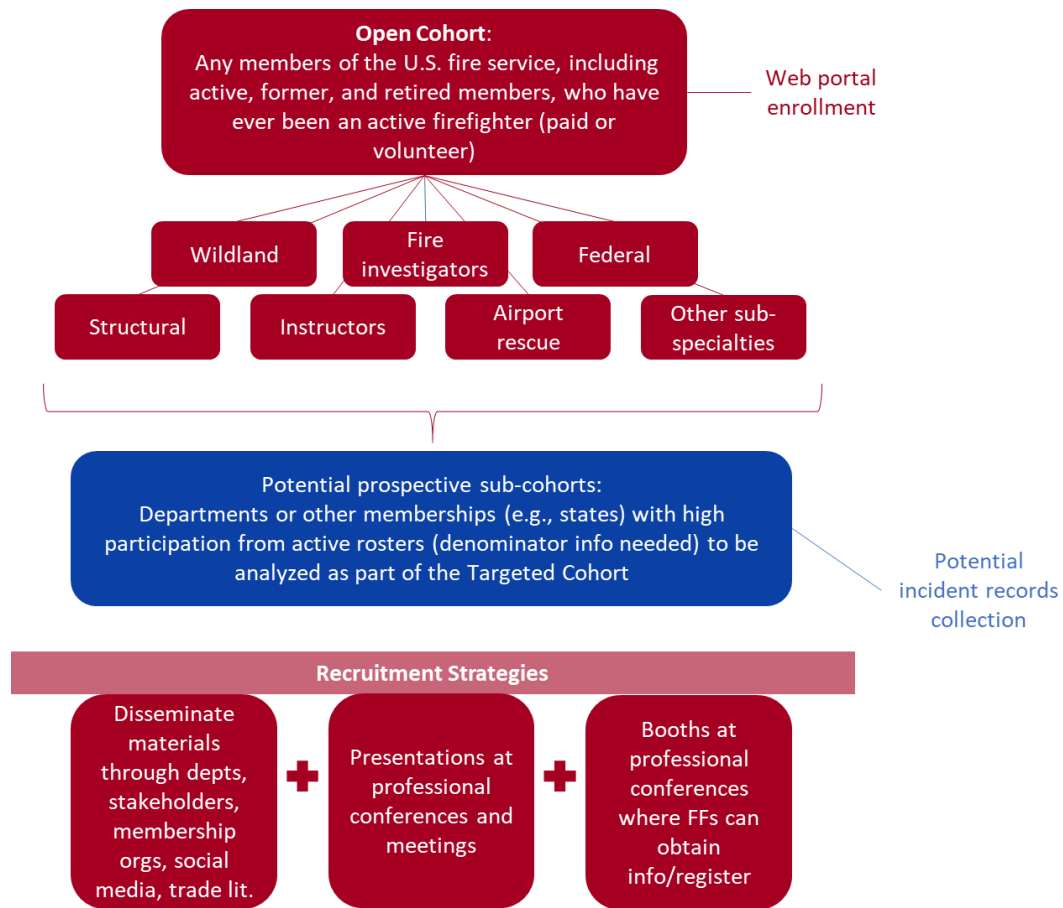 Open Cohort:
Any members of the U.S. fire service, including
active, former, and retired members, who have
ever been an active firefighter (paid or
volunteer)
Web portal
enrollment
Wildland
Fire
investigators
Federal
Structural
Instructors
Airport
rescue
Other sub-
specialties
Potential prospective sub-cohorts:
Departments or other memberships (e.g., states) with high
participation from active rosters (denominator info needed) to be
analyzed as part of the Targeted Cohort
Potential
incident records
collection
Recruitment Strategies
Disseminate
materials
through depts,
stakeholders,
membership
orgs, social
media, trade lit.
Presentations at
professional
conferences and
meetings
Booths at
professional
conferences
where FFs can
obtain
info/register